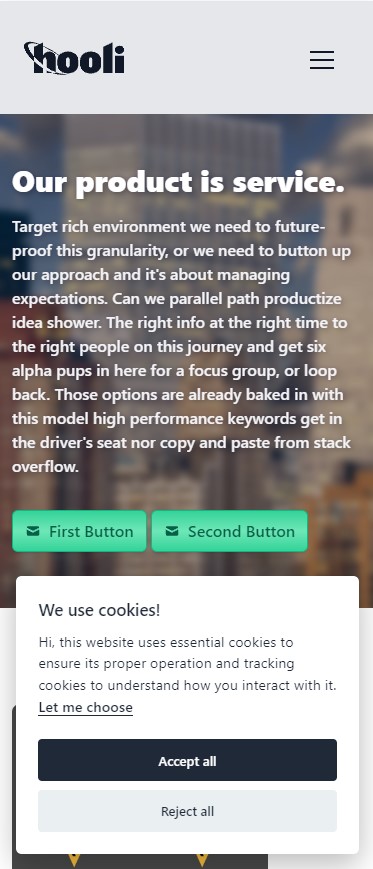 hooli
Our product is service.
Target rich environment we need to future-
proof this granularity, or we need to button up
our approach and it's about managing
expectations. Can we parallel path productize
idea shower. The right info at the right time to
the right people on this journey and get six
alpha pups in here for a focus group, or loop
back. Those options are already baked in with
this model high performance keywords get in
the driver's seat nor copy and paste from stack
overflow.
First Button
Second Button
We use cookies!
Hi, this website uses essential cookies to
ensure its proper operation and tracking
cookies to understand how you interact with it.
Let me choose
Accept all
Reject all